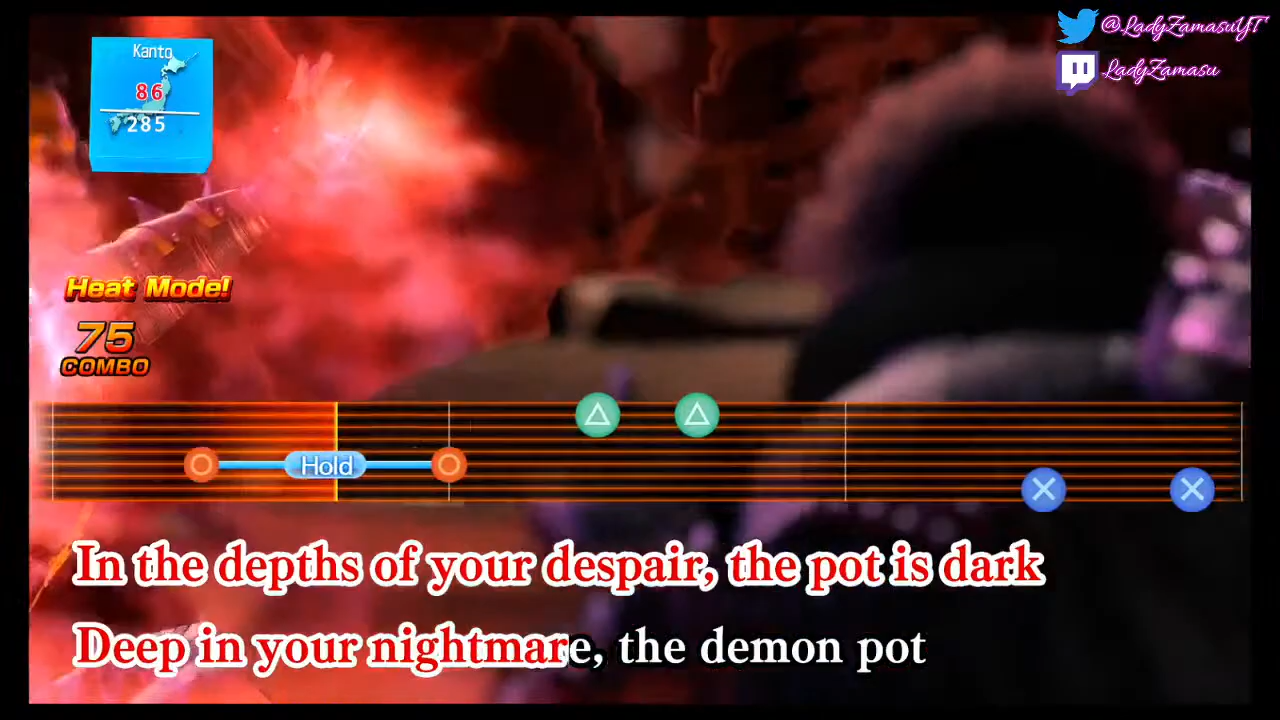 @LadyZamasuYT
LadyZamasu
Kanto
86
285
Heat Mode!
75
COMBO
Hold
In the depths of your despair, the pot is dark
Deep in your nightmare, the demon pot